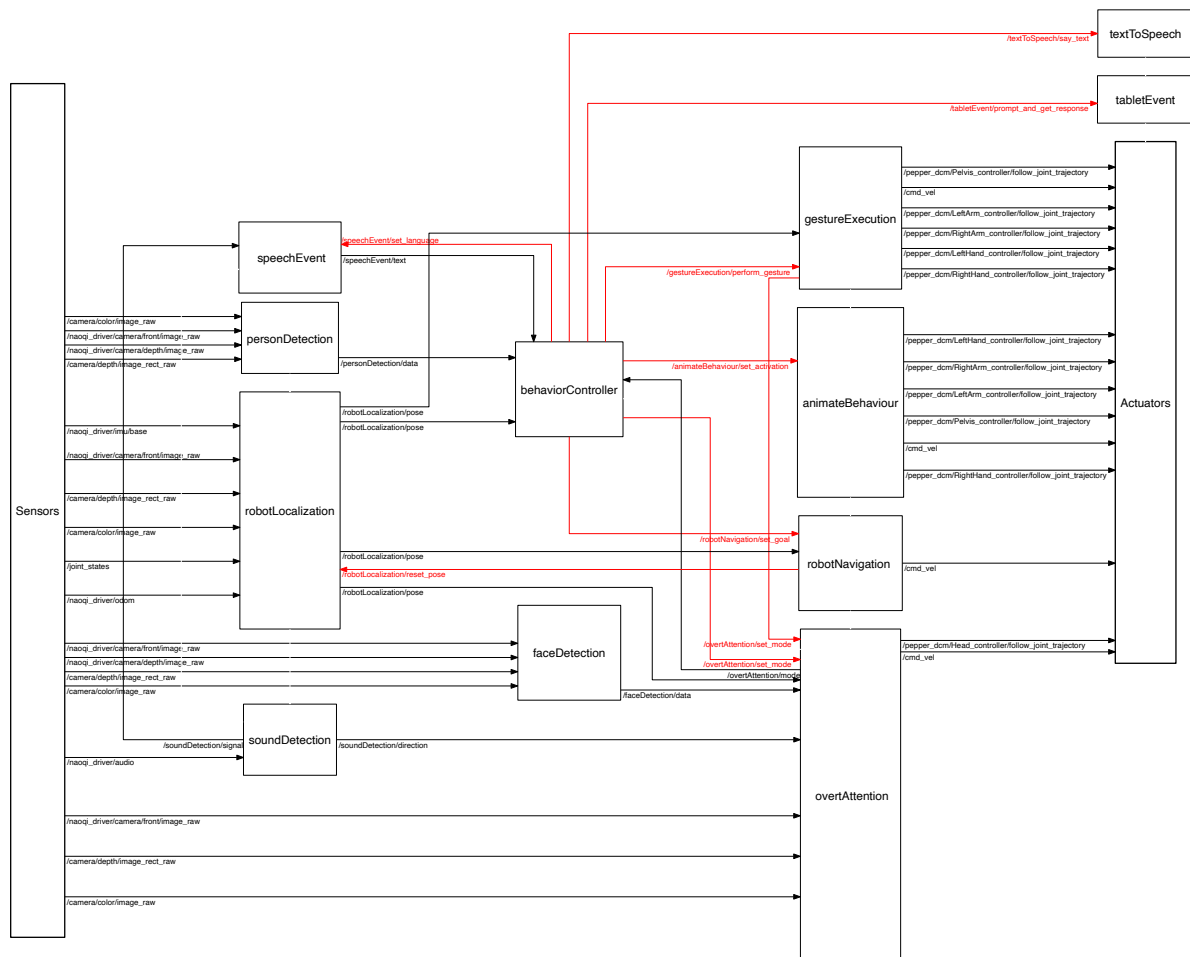 textToSpeech
/textToSpeech/say_text
tabletEvent
/tabletEvent/prompt_and_get_response
Sensors
speechEvent
/speechEvent/set_language
/speechEvent/text
personDetection
/camera/color/image_raw
/naoqi_driver/camera/front/image_raw
/naoqi_driver/camera/depth/image_raw
/camera/depth/image_rect_raw
/personDetection/data
robotLocalization
/naoqi_driver/imu/base
/naoqi_driver/camera/front/image_raw
/camera/depth/image_rect_raw
/camera/color/image_raw
/joint_states
/naoqi_driver/odom
/robotLocalization/pose
/robotLocalization/pose
/robotLocalization/pose
/robotLocalization/reset_pose
/robotLocalization/pose
faceDetection
/naoqi_driver/camera/front/image_raw
/naoqi_driver/camera/depth/image_raw
/camera/depth/image_rect_raw
/camera/color/image_raw
/faceDetection/data
soundDetection
/soundDetection/signal
/soundDetection/direction
/naoqi_driver/audio
/naoqi_driver/camera/front/image_raw
/camera/depth/image_rect_raw
/camera/color/image_raw
behaviorController
/gestureExecution/perform_gesture
/animateBehaviour/set_activation
/robotNavigation/set_goal
/overtAttention/set_mode
/overtAttention/set_mode
/overtAttention/mode
gestureExecution
/pepper_dcm/Pelvis_controller/follow_joint_trajectory
/cmd_vel
/pepper_dcm/LeftArm_controller/follow_joint_trajectory
/pepper_dcm/RightArm_controller/follow_joint_trajectory
/pepper_dcm/LeftHand_controller/follow_joint_trajectory
/pepper_dcm/RightHand_controller/follow_joint_trajectory
animateBehaviour
/pepper_dcm/LeftHand_controller/follow_joint_trajectory
/pepper_dcm/RightArm_controller/follow_joint_trajectory
/pepper_dcm/LeftArm_controller/follow_joint_trajectory
/pepper_dcm/Pelvis_controller/follow_joint_trajectory
/cmd_vel
/pepper_dcm/RightHand_controller/follow_joint_trajectory
robotNavigation
/cmd_vel
overtAttention
/pepper_dcm/Head_controller/follow_joint_trajectory
/cmd_vel
Actuators